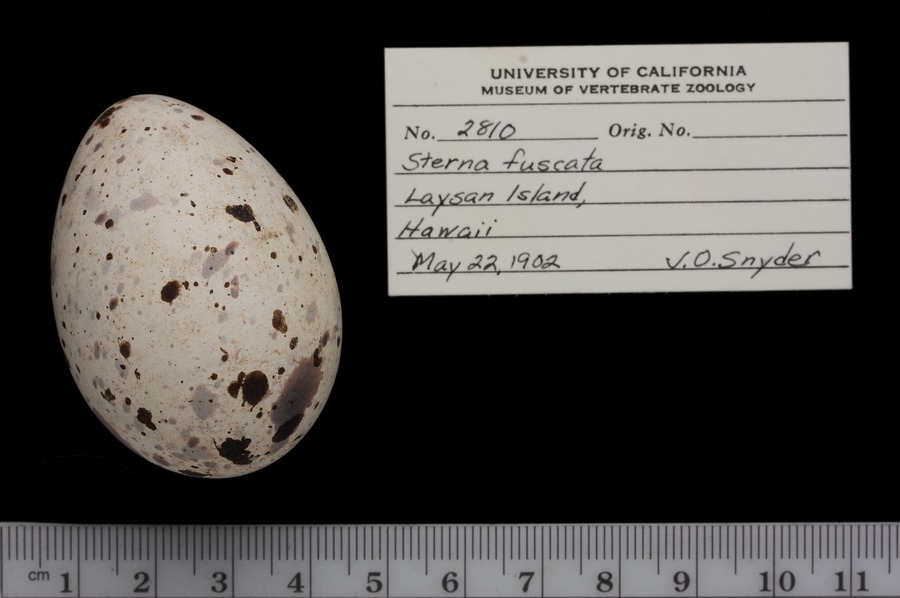 UNIVERSITY OF CALIFORNIA
MUSEUM OF VERTEBRATE ZOOLOGY
No. 2810 Orig. No.
Sterna fuscata
Laysan Island,
Hawaii
May 22, 1902 J.O. Snyder
cm 1 2 3 4 5 6 7 8 9 10 11